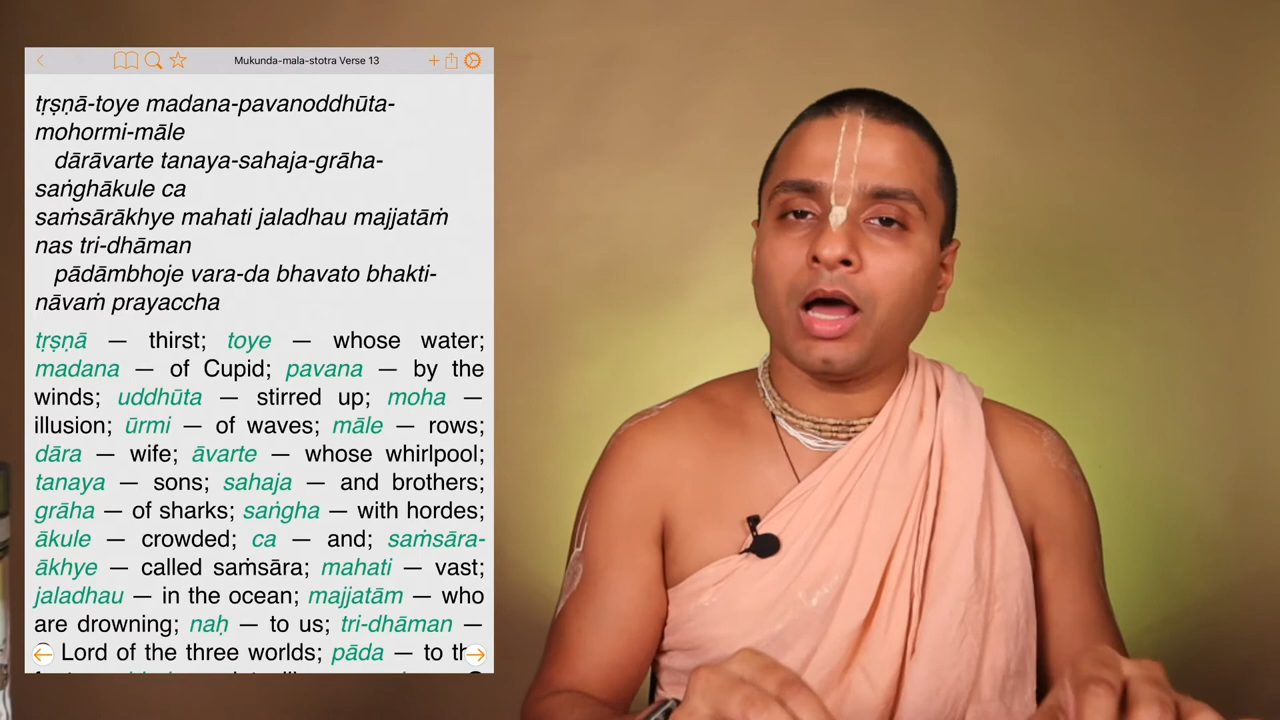 Mukunda-mala-stotra Verse 13
tṛṣṇā-toye madana-pavanoddhūta-
mohormi-māle
dārāvarte tanaya-sahaja-grāha-
saṅghākule ca
saṁsārākhye mahati jaladhau majjatāṁ
nas tri-dhāman
pādāmbhoje vara-da bhavato bhakti-
nāvaṁ prayaccha
tṛṣṇā — thirst; toye — whose water;
madana — of Cupid; pavana — by the
winds; uddhūta — stirred up; moha —
illusion; ūrmi — of waves; māle — rows;
dāra — wife; āvarte — whose whirlpool;
tanaya — sons; sahaja — and brothers;
grāha — of sharks; saṅgha — with hordes;
ākule — crowded; ca — and; saṁsāra-
ākhye — called saṁsāra; mahati — vast;
jaladhau — in the ocean; majjatām — who
are drowning; naḥ — to us; tri-dhāman —
Lord of the three worlds; pāda — to